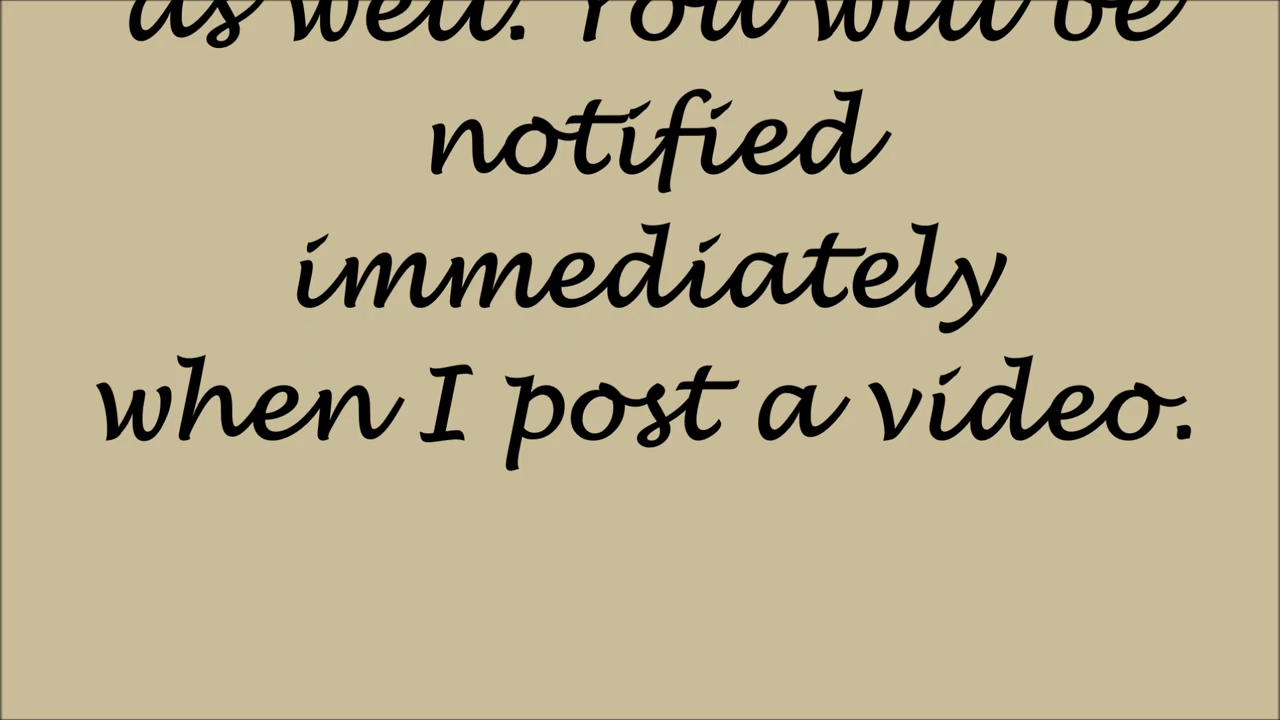 as well. You will be
notified
immediately
when I post a video.